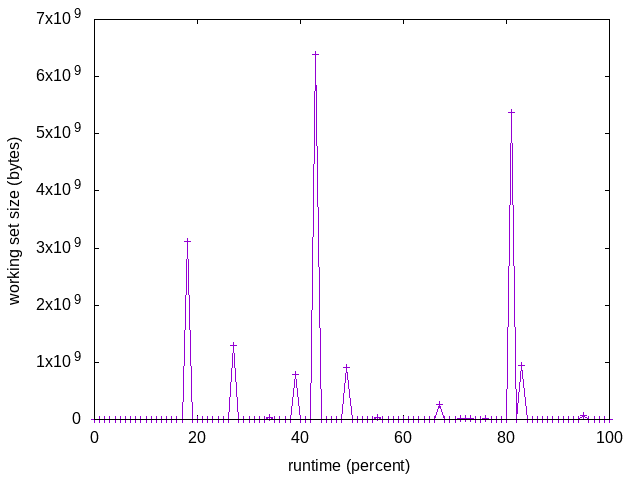 7x10^9
6x10^9
5x10^9
4x10^9
3x10^9
2x10^9
1x10^9
0
0 20 40 60 80 100
working set size (bytes)
runtime (percent)